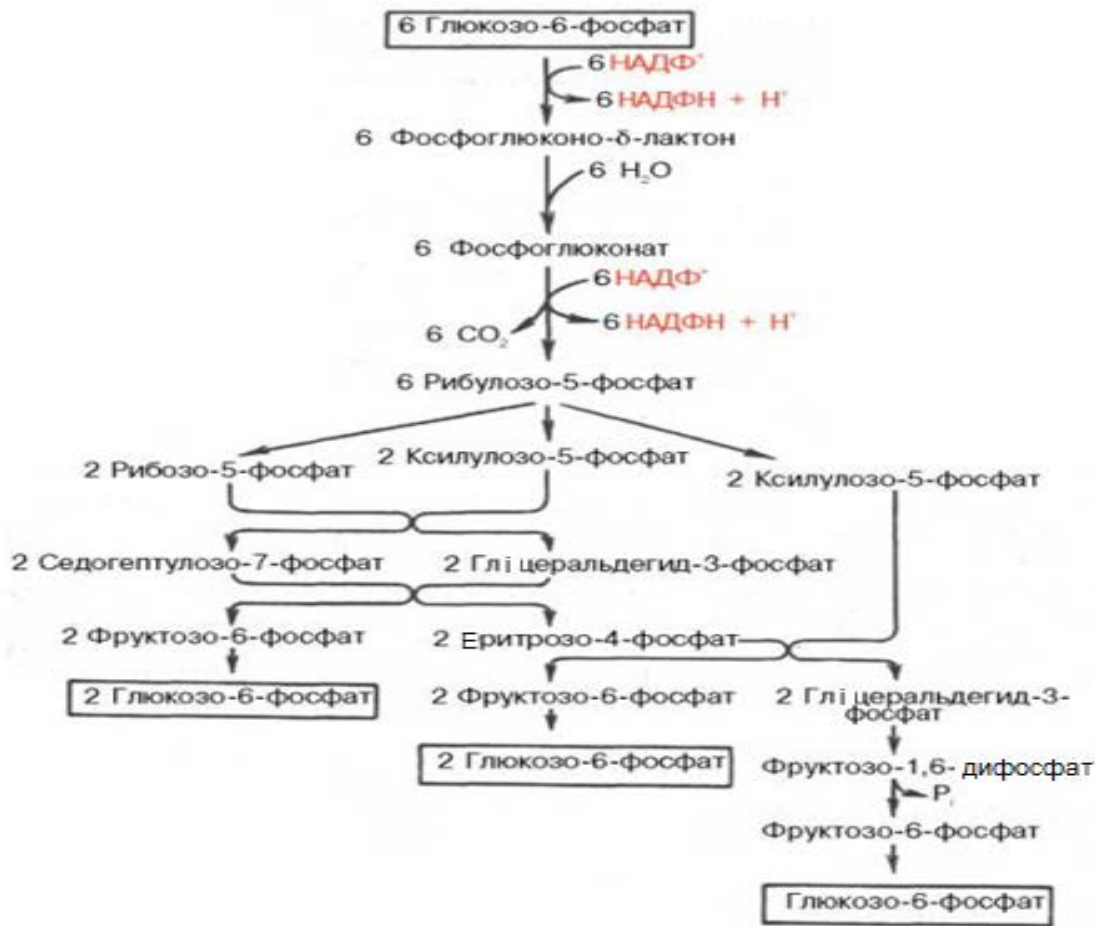 6 Глюкозо-6-фосфат
6 НАДФ⁺
6 НАДФН + Н⁺
6 Фосфоглюконо-δ-лактон
6 H₂O
6 Фосфоглюконат
6 НАДФ⁺
6 НАДФН + Н⁺
6 CO₂
6 Рибулозо-5-фосфат
2 Рибозо-5-фосфат
2 Ксилулозо-5-фосфат
2 Ксилулозо-5-фосфат
2 Седогептулозо-7-фосфат
2 Гліцеральдегид-3-фосфат
2 Фруктозо-6-фосфат
2 Еритрозо-4-фосфат
2 Глюкозо-6-фосфат
2 Фруктозо-6-фосфат
2 Гліцеральдегид-3-
фосфат
2 Глюкозо-6-фосфат
Фруктозо-1,6-дифосфат
Pᵢ
Фруктозо-6-фосфат
Глюкозо-6-фосфат